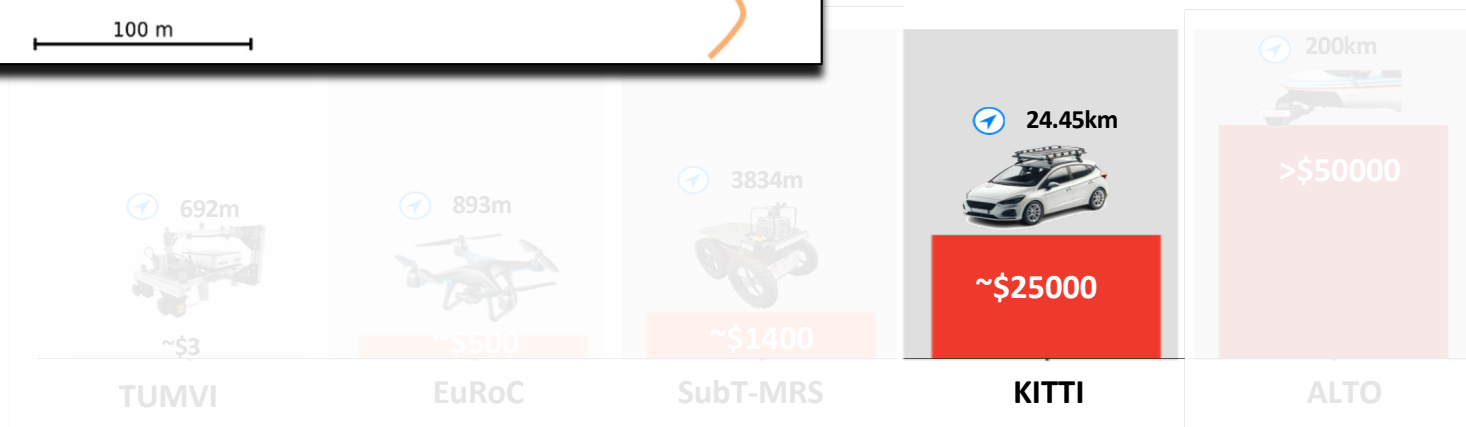 100 m
200km
24.45km
>$50000
3834m
692m
893m
~$25000
~$3
~$500
~$1400
TUMVI
EuRoC
SubT-MRS
KITTI
ALTO